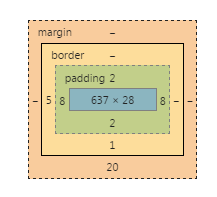 margin –
border –
padding 2
– 5 8 637 × 28 8 – –
2
1
20